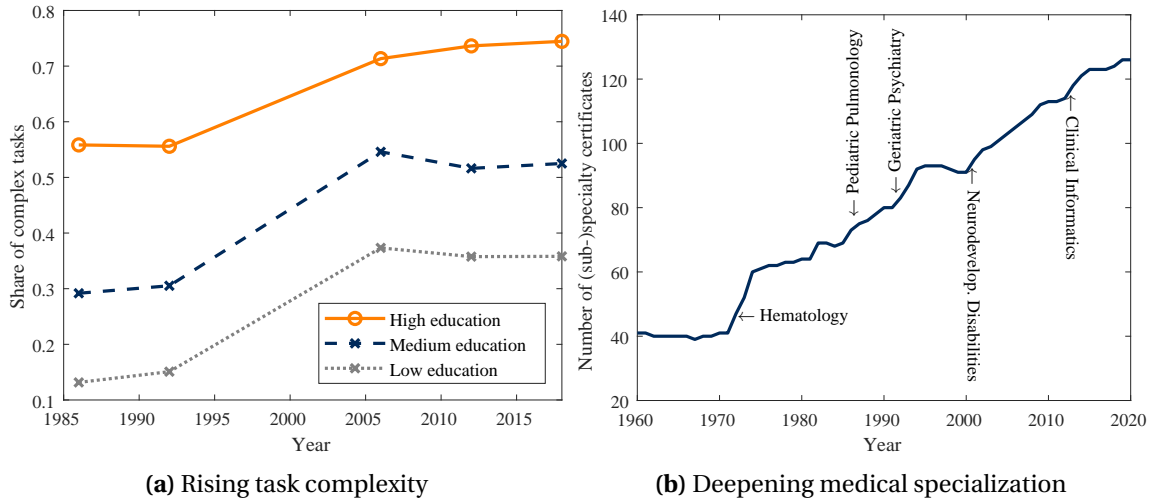 0.8
0.7
0.6
0.5
0.4
0.3
0.2
0.1
Share of complex tasks
High education
Medium education
Low education
1985 1990 1995 2000 2005 2010 2015
Year
(a) Rising task complexity
120
100
80
60
40
20
Number of (sub-)specialty certificates
← Hematology
← Pediatric Pulmonology
← Geriatric Psychiatry
← Neurodevelop. Disabilities
← Clinical Informatics
1960 1970 1980 1990 2000 2010 2020
Year
(b) Deepening medical specialization